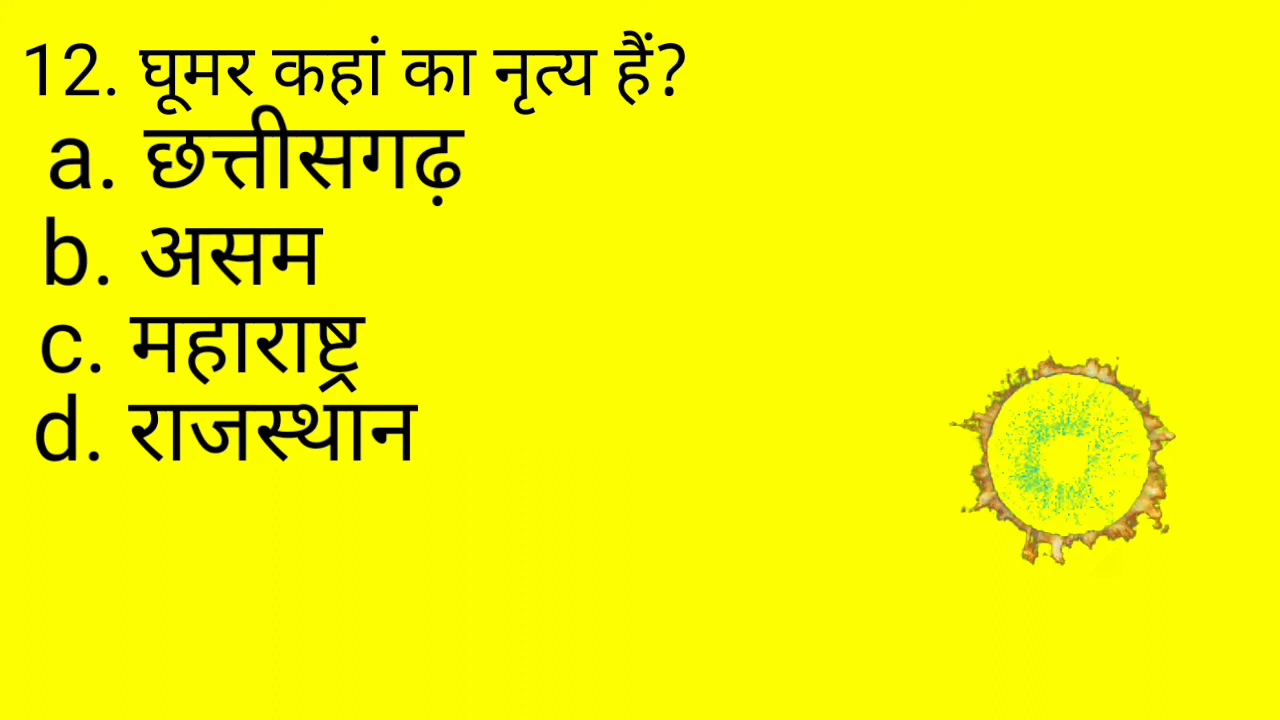 12. घूमर कहां का नृत्य हैं?
a. छत्तीसगढ़
b. असम
c. महाराष्ट्र
d. राजस्थान